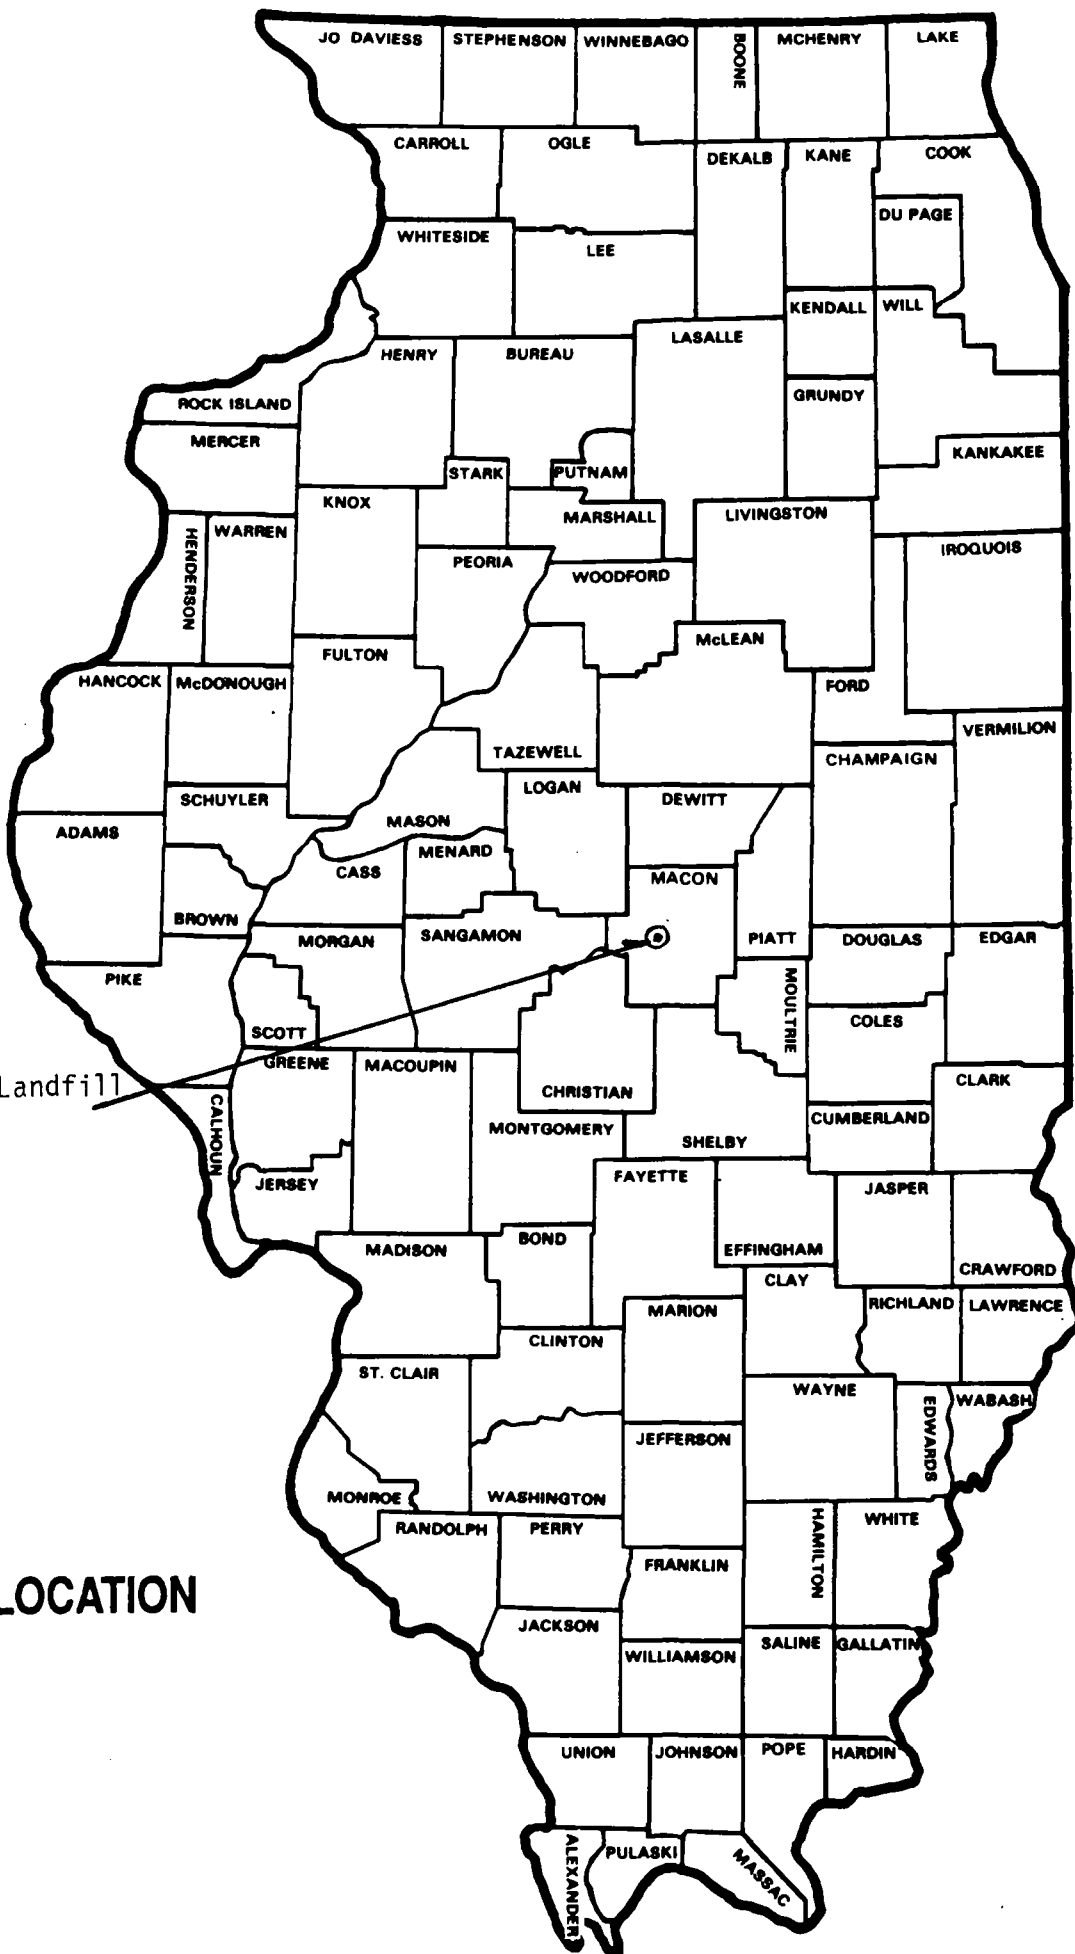 JO DAVIESS
STEPHENSON
WINNEBAGO
BOONE
MCHENRY
LAKE
CARROLL
OGLE
DEKALB
KANE
COOK
DU PAGE
WHITESIDE
LEE
KENDALL
WILL
LASALLE
HENRY
BUREAU
GRUNDY
ROCK ISLAND
MERCER
KANKAKEE
STARK
PUTNAM
KNOX
MARSHALL
LIVINGSTON
HENDERSON
WARREN
IROQUOIS
PEORIA
WOODFORD
McLEAN
FULTON
HANCOCK
McDONOUGH
FORD
VERMILION
TAZEWELL
CHAMPAIGN
LOGAN
DEWITT
SCHUYLER
MASON
ADAMS
MENARD
CASS
MACON
BROWN
MORGAN
SANGAMON
PIATT
DOUGLAS
EDGAR
PIKE
MOULTRIE
SCOTT
COLES
GREENE
MACOUPIN
CHRISTIAN
CLARK
Landfill
CALHOUN
CUMBERLAND
MONTGOMERY
SHELBY
JERSEY
FAYETTE
JASPER
MADISON
BOND
EFFINGHAM
CLAY
CRAWFORD
RICHLAND
LAWRENCE
MARION
CLINTON
ST. CLAIR
WAYNE
EDWARDS
WABASH
JEFFERSON
MONROE
WASHINGTON
RANDOLPH
PERRY
HAMILTON
WHITE
FRANKLIN
LOCATION
JACKSON
WILLIAMSON
SALINE
GALLATIN
UNION
JOHNSON
POPE
HARDIN
ALEXANDER
PULASKI
MASSAC